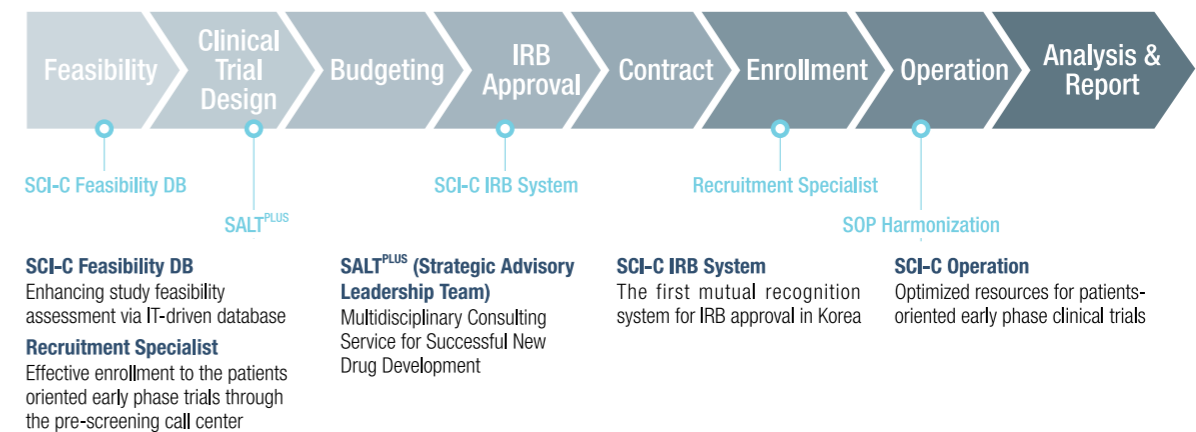 Feasibility
Clinical
Trial
Design
Budgeting
IRB
Approval
Contract
Enrollment
Operation
Analysis &
Report
SCI-C Feasibility DB
SALTPLUS
SCI-C IRB System
Recruitment Specialist
SOP Harmonization
SCI-C Feasibility DB
Enhancing study feasibility
assessment via IT-driven database
Recruitment Specialist
Effective enrollment to the patients
oriented early phase trials through
the pre-screening call center
SALTPLUS (Strategic Advisory
Leadership Team)
Multidisciplinary Consulting
Service for Successful New
Drug Development
SCI-C IRB System
The first mutual recognition
system for IRB approval in Korea
SCI-C Operation
Optimized resources for patients-
oriented early phase clinical trials